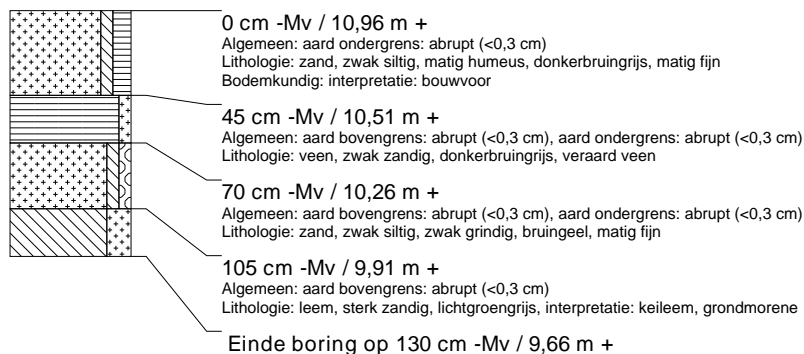 0 cm -Mv / 10,96 m +
Algemeen: aard ondergrens: abrupt (<0,3 cm)
Lithologie: zand, zwak siltig, matig humeus, donkerbruingrijs, matig fijn
Bodemkundig: interpretatie: bouwvoor
45 cm -Mv / 10,51 m +
Algemeen: aard bovengrens: abrupt (<0,3 cm), aard ondergrens: abrupt (<0,3 cm)
Lithologie: veen, zwak zandig, donkerbruingrijs, veraard veen
70 cm -Mv / 10,26 m +
Algemeen: aard bovengrens: abrupt (<0,3 cm), aard ondergrens: abrupt (<0,3 cm)
Lithologie: zand, zwak siltig, zwak grindig, bruingeel, matig fijn
105 cm -Mv / 9,91 m +
Algemeen: aard bovengrens: abrupt (<0,3 cm)
Lithologie: leem, sterk zandig, lichtgroengrijs, interpretatie: keileem, grondmorene
Einde boring op 130 cm -Mv / 9,66 m +